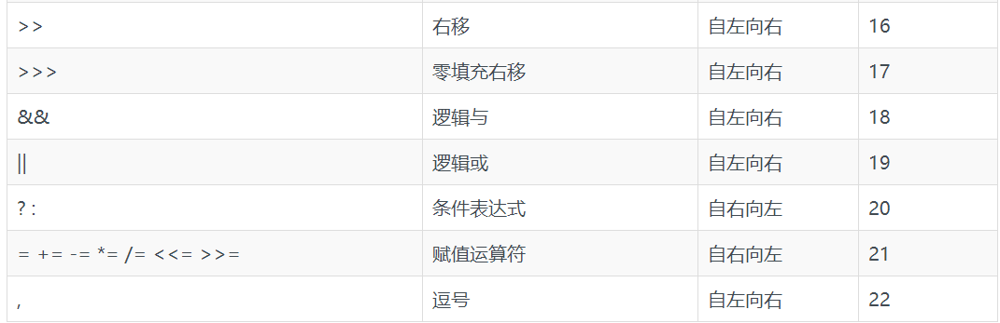 >> 右移 自左向右 16
>>> 零填充右移 自左向右 17
&& 逻辑与 自左向右 18
|| 逻辑或 自左向右 19
? : 条件表达式 自右向左 20
= += -= *= /= <<= >>= 赋值运算符 自右向左 21
, 逗号 自左向右 22